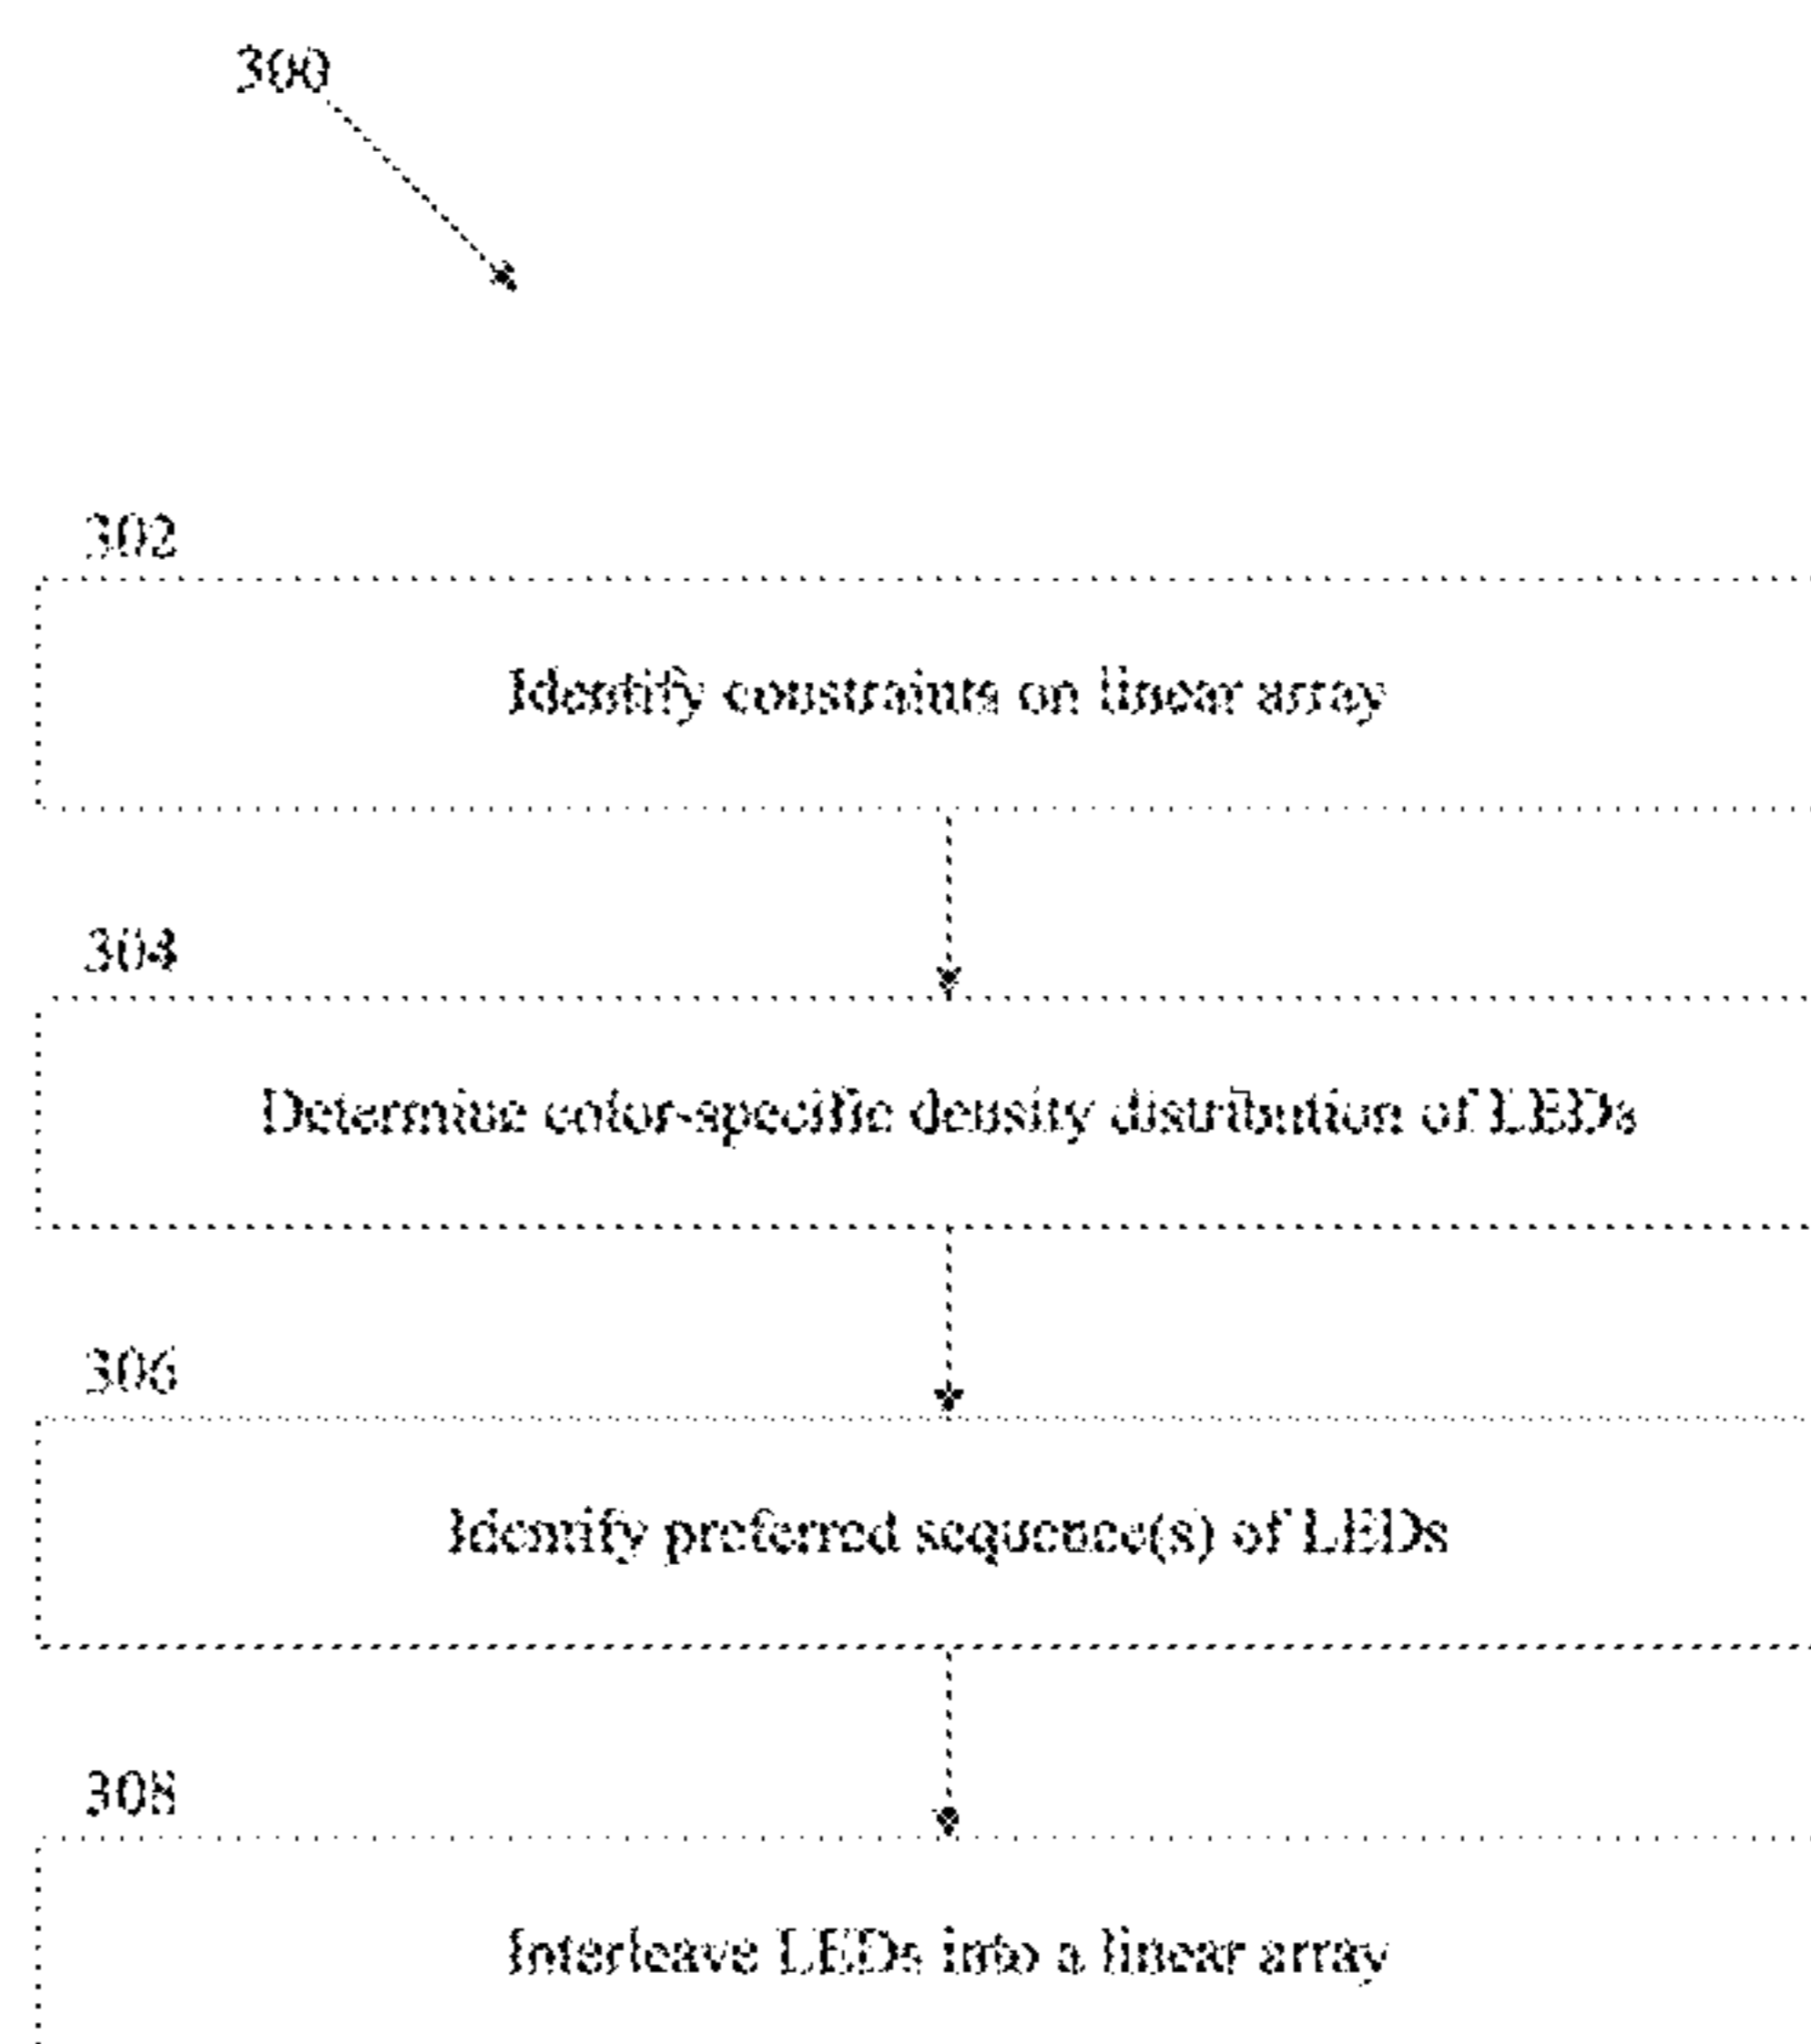 300
302
Identify constraints on linear array
304
Determine color-specific density distribution of LEDs
306
Identify preferred sequence(s) of LEDs
308
Interleave LEDs into a linear array